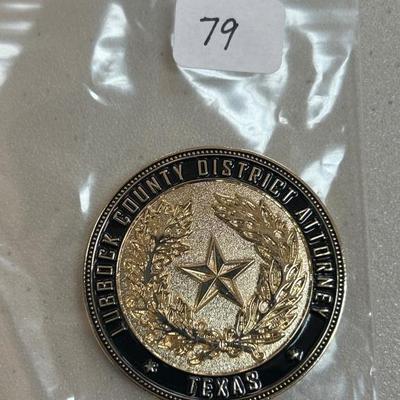 79
LUBBOCK COUNTY DISTRICT ATTORNEY
TEXAS